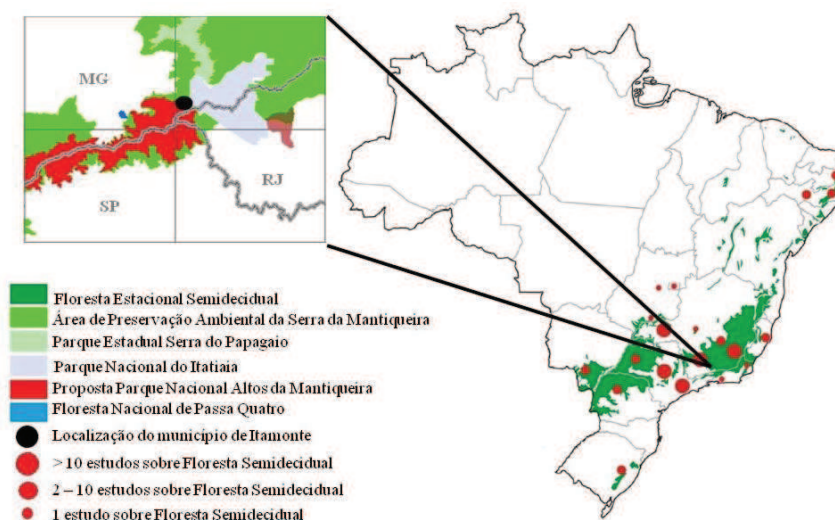 MG
SP
RJ
Floresta Estacional Semidecidual
Área de Preservação Ambiental da Serra da Mantiqueira
Parque Estadual Serra do Papagaio
Parque Nacional do Itatiaia
Proposta Parque Nacional Altos da Mantiqueira
Floresta Nacional de Passa Quatro
Localização do município de Itamonte
> 10 estudos sobre Floresta Semidecidual
2 – 10 estudos sobre Floresta Semidecidual
1 estudo sobre Floresta Semidecidual